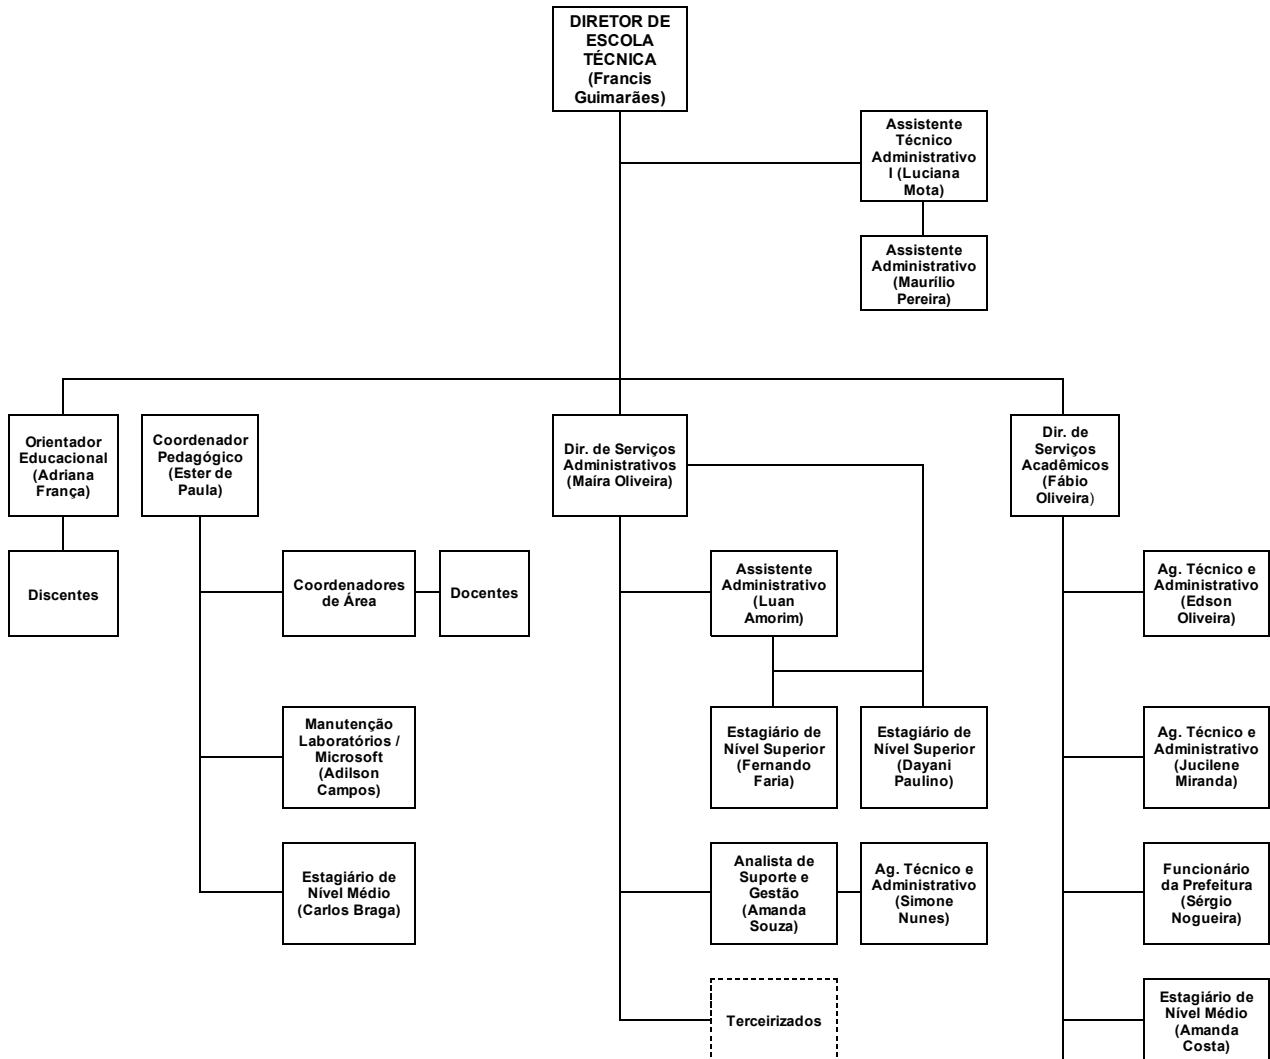 DIRETOR DE
ESCOLA
TÉCNICA
(Francis
Guimarães)
Assistente
Técnico
Administrativo
I (Luciana
Mota)
Assistente
Administrativo
(Maurílio
Pereira)
Orientador
Educacional
(Adriana
França)
Coordenador
Pedagógico
(Ester de
Paula)
Dir. de Serviços
Administrativos
(Maíra Oliveira)
Dir. de
Serviços
Acadêmicos
(Fábio
Oliveira)
Discentes
Coordenadores
de Área
Docentes
Assistente
Administrativo
(Luan
Amorim)
Ag. Técnico e
Administrativo
(Edson
Oliveira)
Manutenção
Laboratórios /
Microsoft
(Adilson
Campos)
Estagiário de
Nível Superior
(Fernando
Faria)
Estagiário de
Nível Superior
(Dayani
Paulino)
Ag. Técnico e
Administrativo
(Jucilene
Miranda)
Estagiário de
Nível Médio
(Carlos Braga)
Analista de
Suporte e
Gestão
(Amanda
Souza)
Ag. Técnico e
Administrativo
(Simone
Nunes)
Funcionário
da Prefeitura
(Sérgio
Nogueira)
Terceirizados
Estagiário de
Nível Médio
(Amanda
Costa)